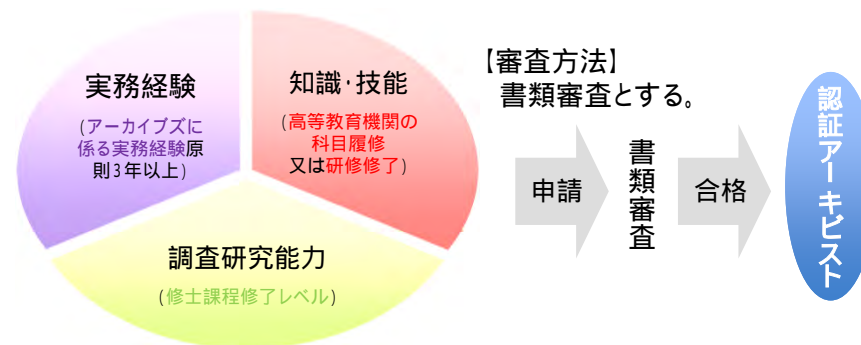 実務経験
(アーカイブズに
係る実務経験原
則3年以上)
知識・技能
(高等教育機関の
科目履修
又は研修修了)
調査研究能力
(修士課程修了レベル)
【審査方法】
書類審査とする。
申請
書類審査
合格
認証アーキビスト